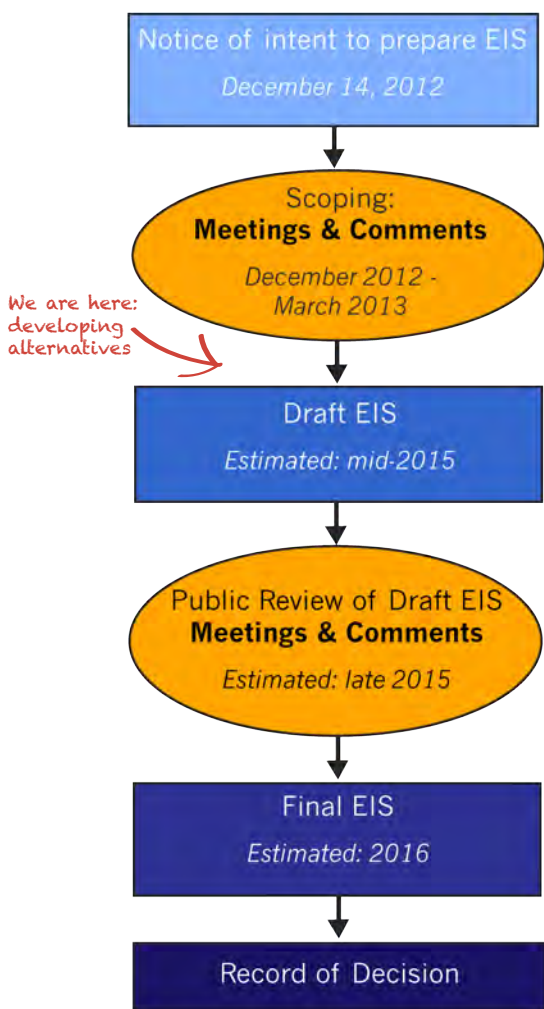 Notice of intent to prepare EIS
December 14, 2012
Scoping:
Meetings & Comments
December 2012 -
March 2013
We are here:
developing
alternatives
Draft EIS
Estimated: mid-2015
Public Review of Draft EIS
Meetings & Comments
Estimated: late 2015
Final EIS
Estimated: 2016
Record of Decision